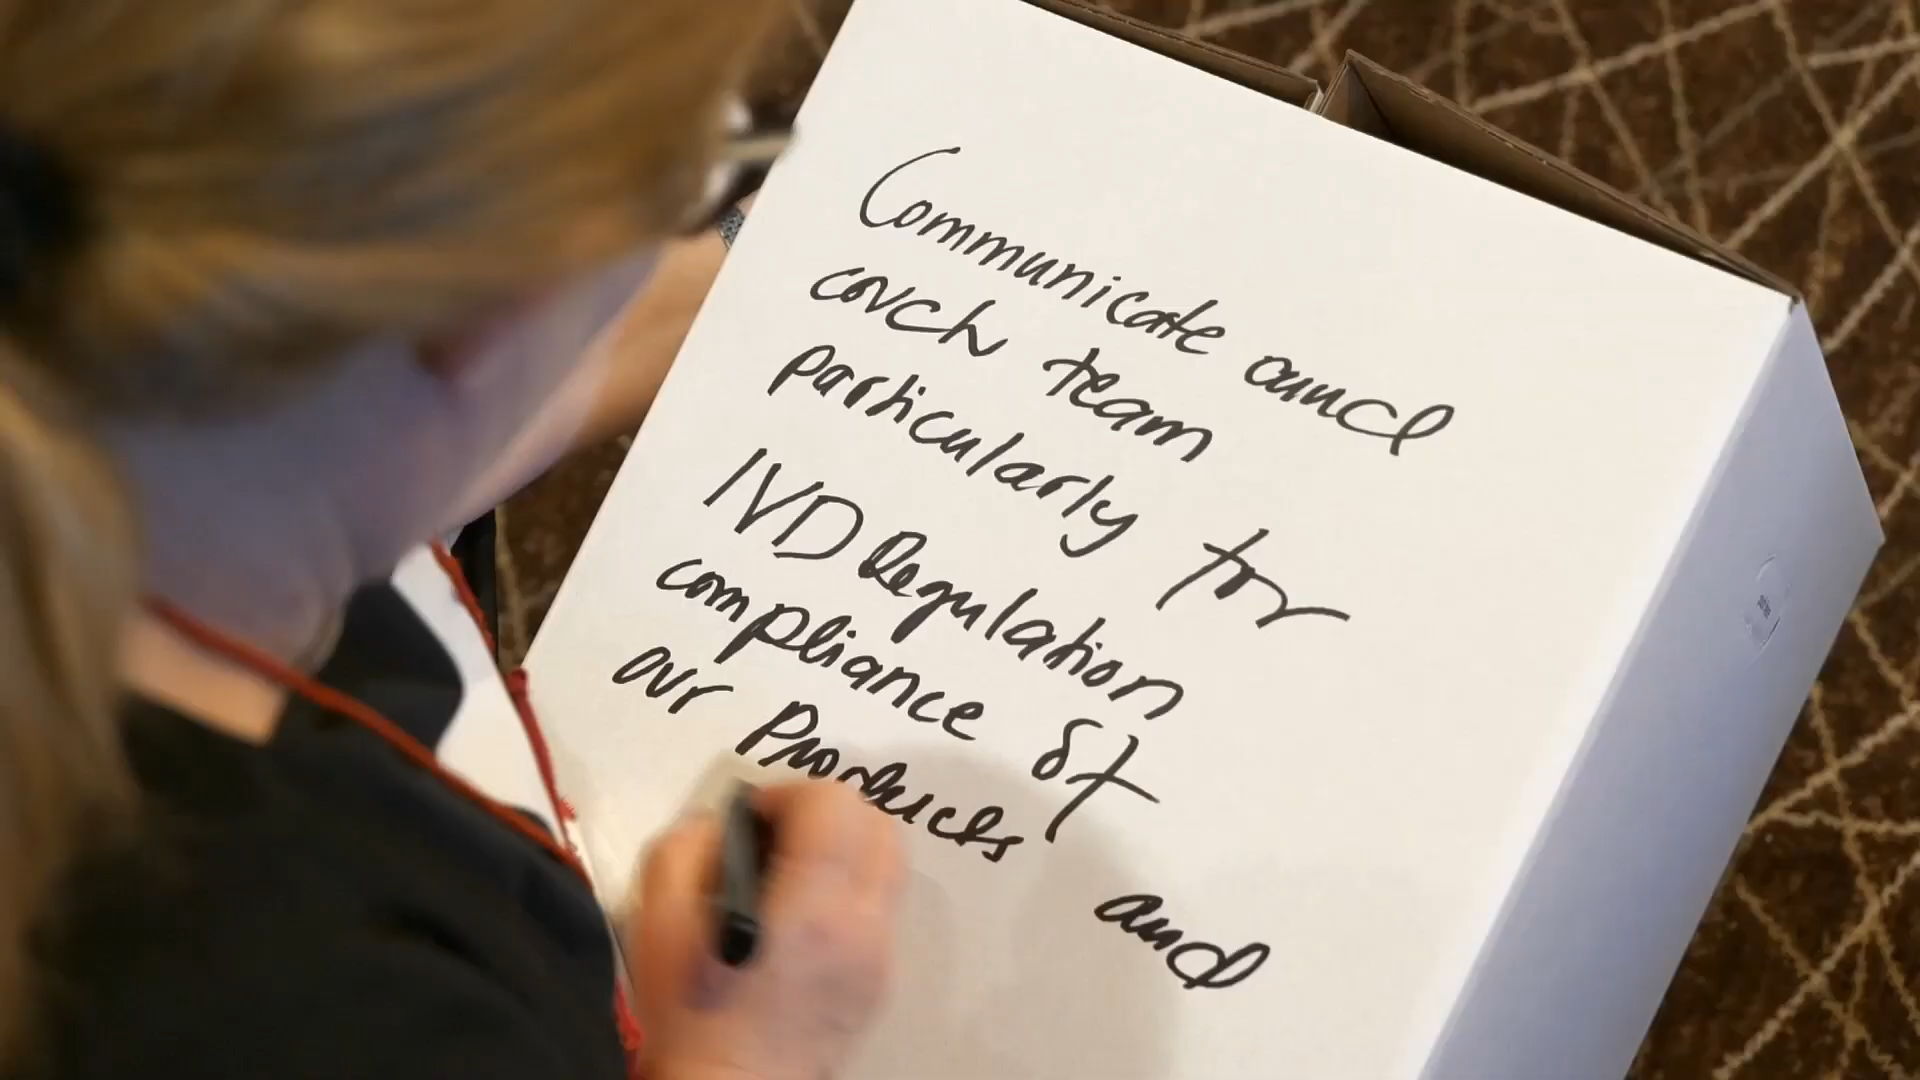 Communicate and
coach team
particularly for
IVD Regulation
compliance of
our Products
and